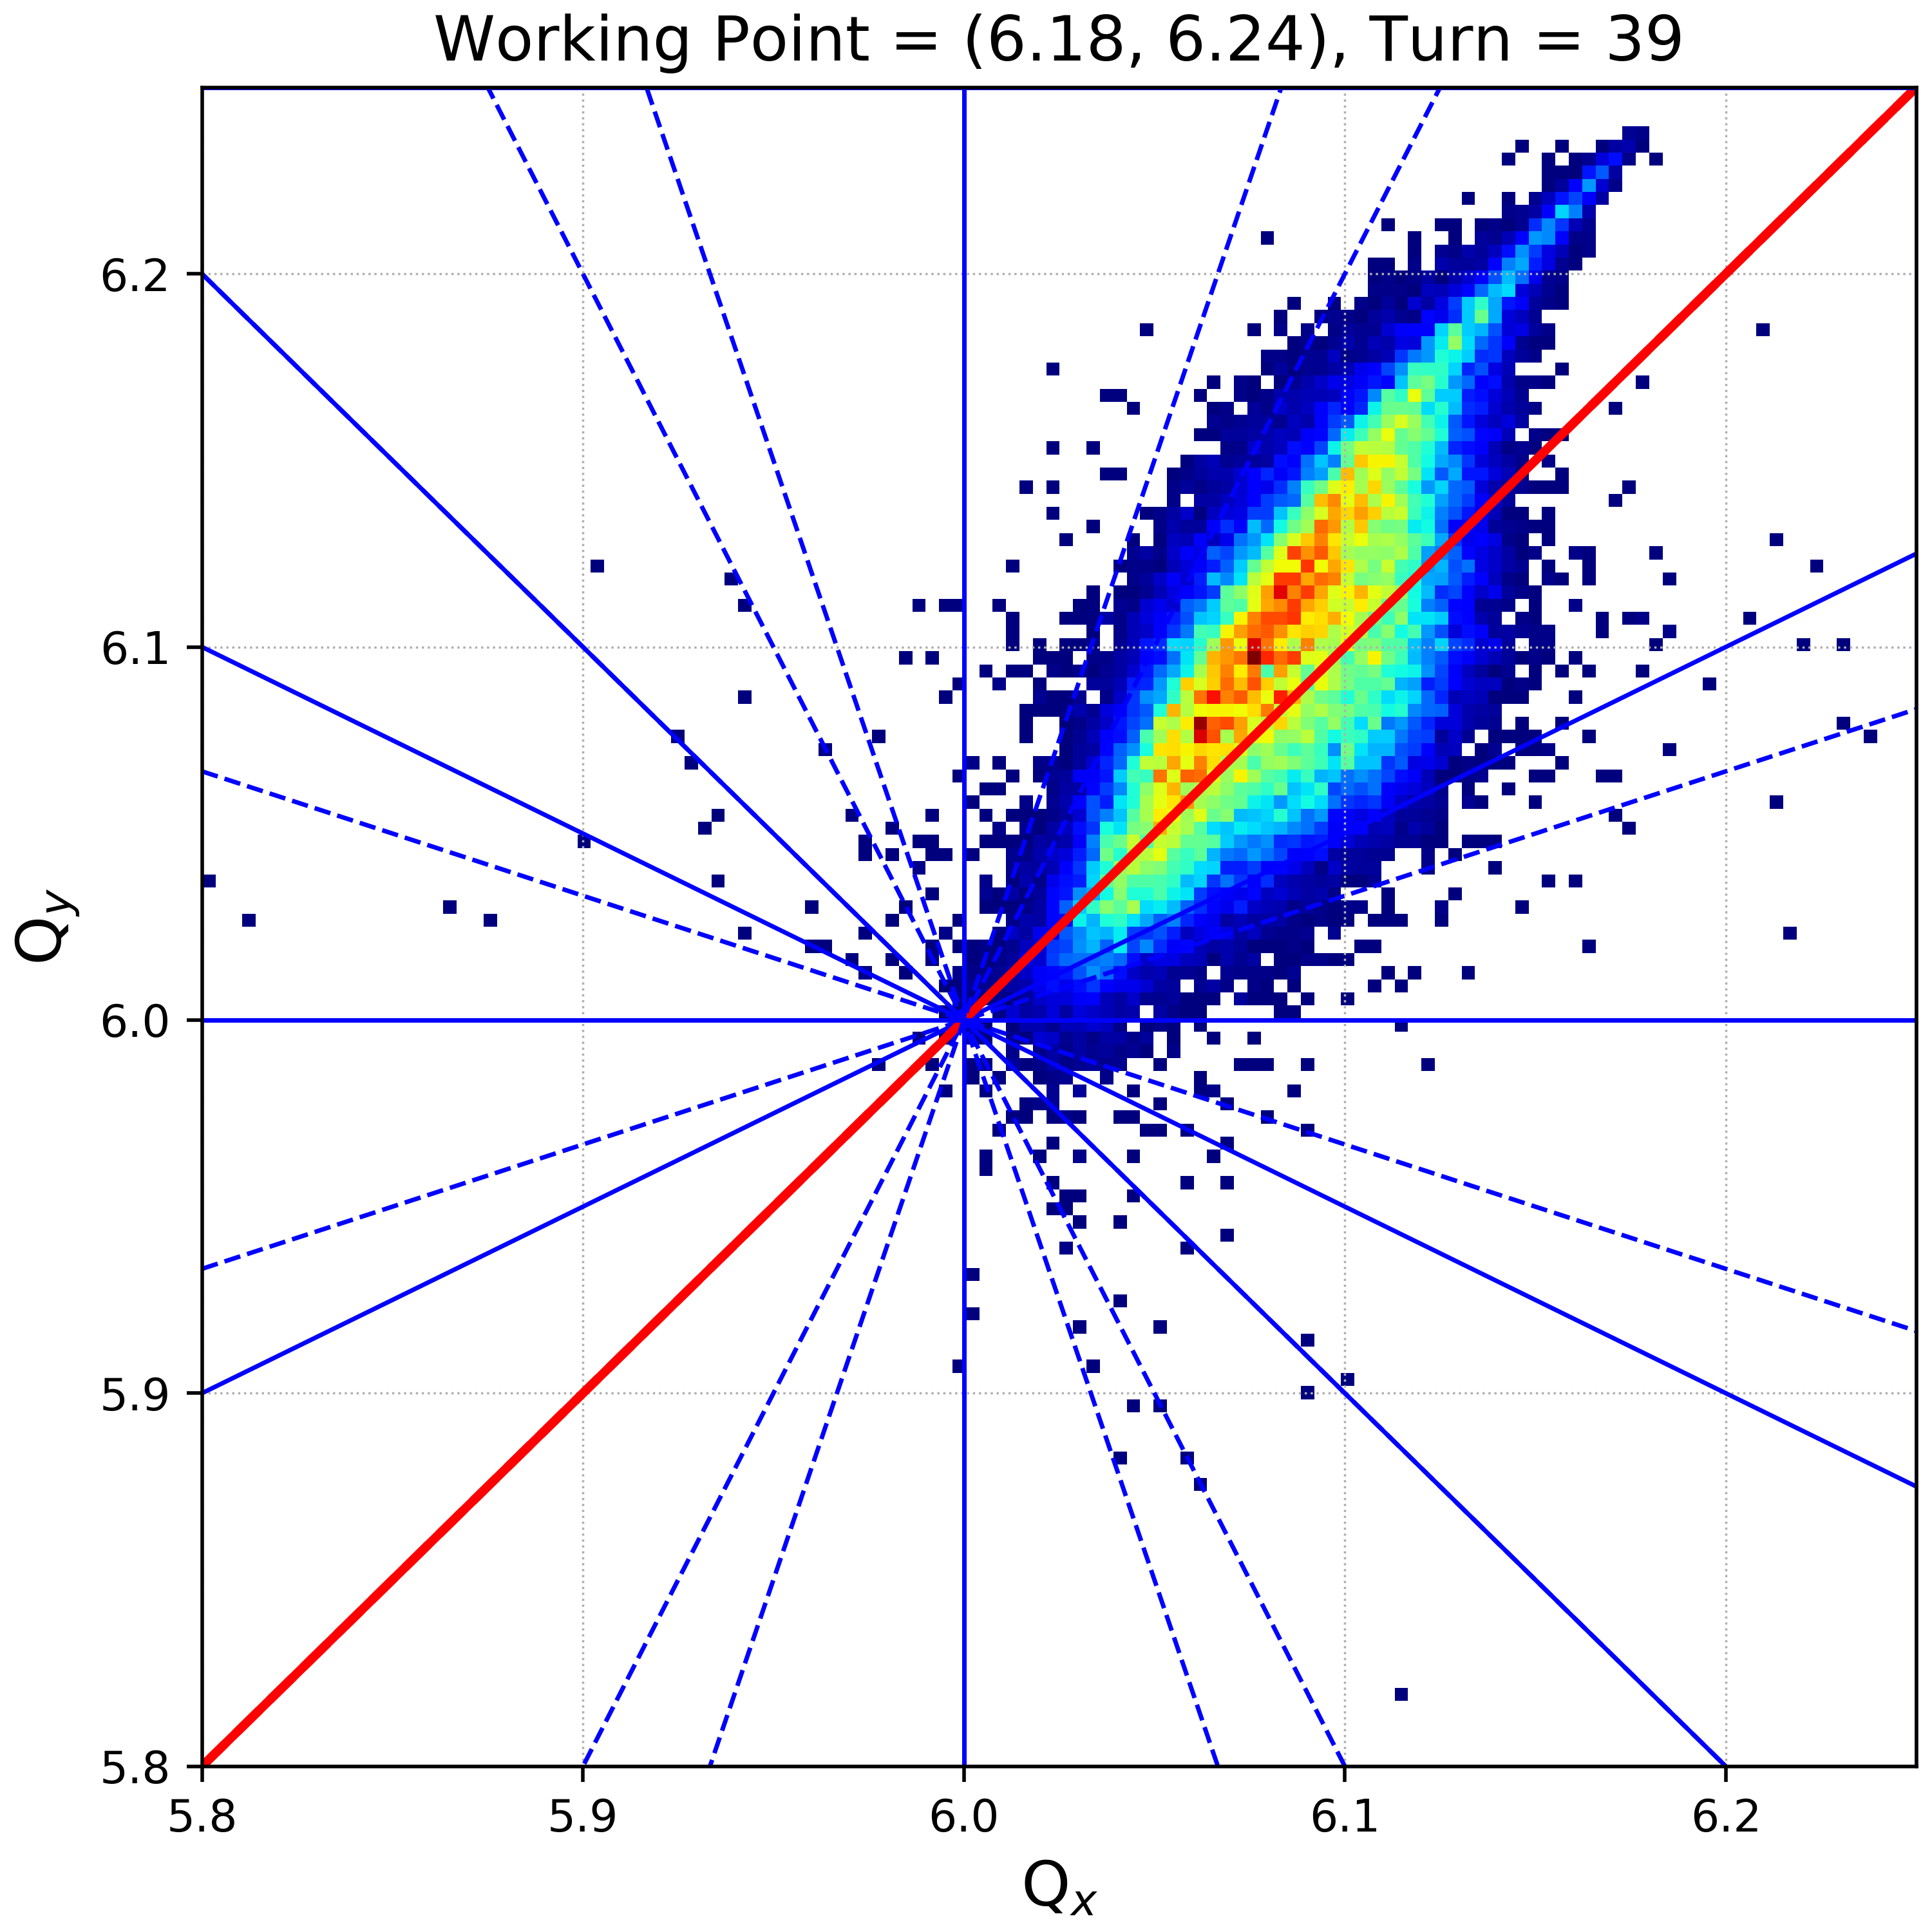 Working Point = (6.18, 6.24), Turn = 39
6.2
6.1
6.0
5.9
5.8
Qy
5.8 5.9 6.0 6.1 6.2
Qx